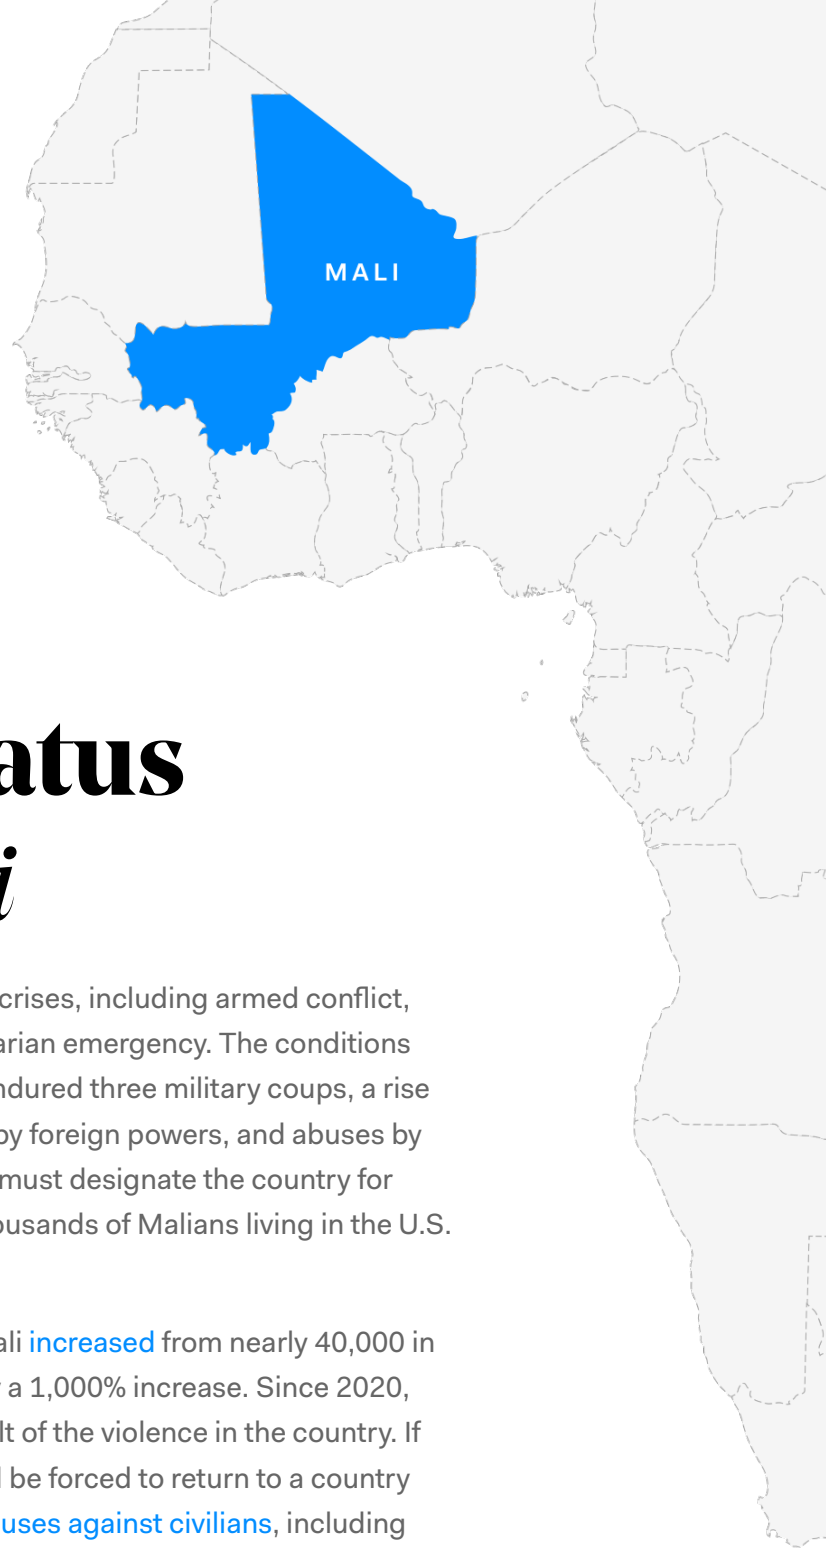 MALI
atus
i
crises, including armed conflict,
arian emergency. The conditions
ndured three military coups, a rise
by foreign powers, and abuses by
must designate the country for
ousands of Malians living in the U.S.
ali increased from nearly 40,000 in
a 1,000% increase. Since 2020,
lt of the violence in the country. If
be forced to return to a country
uses against civilians, including